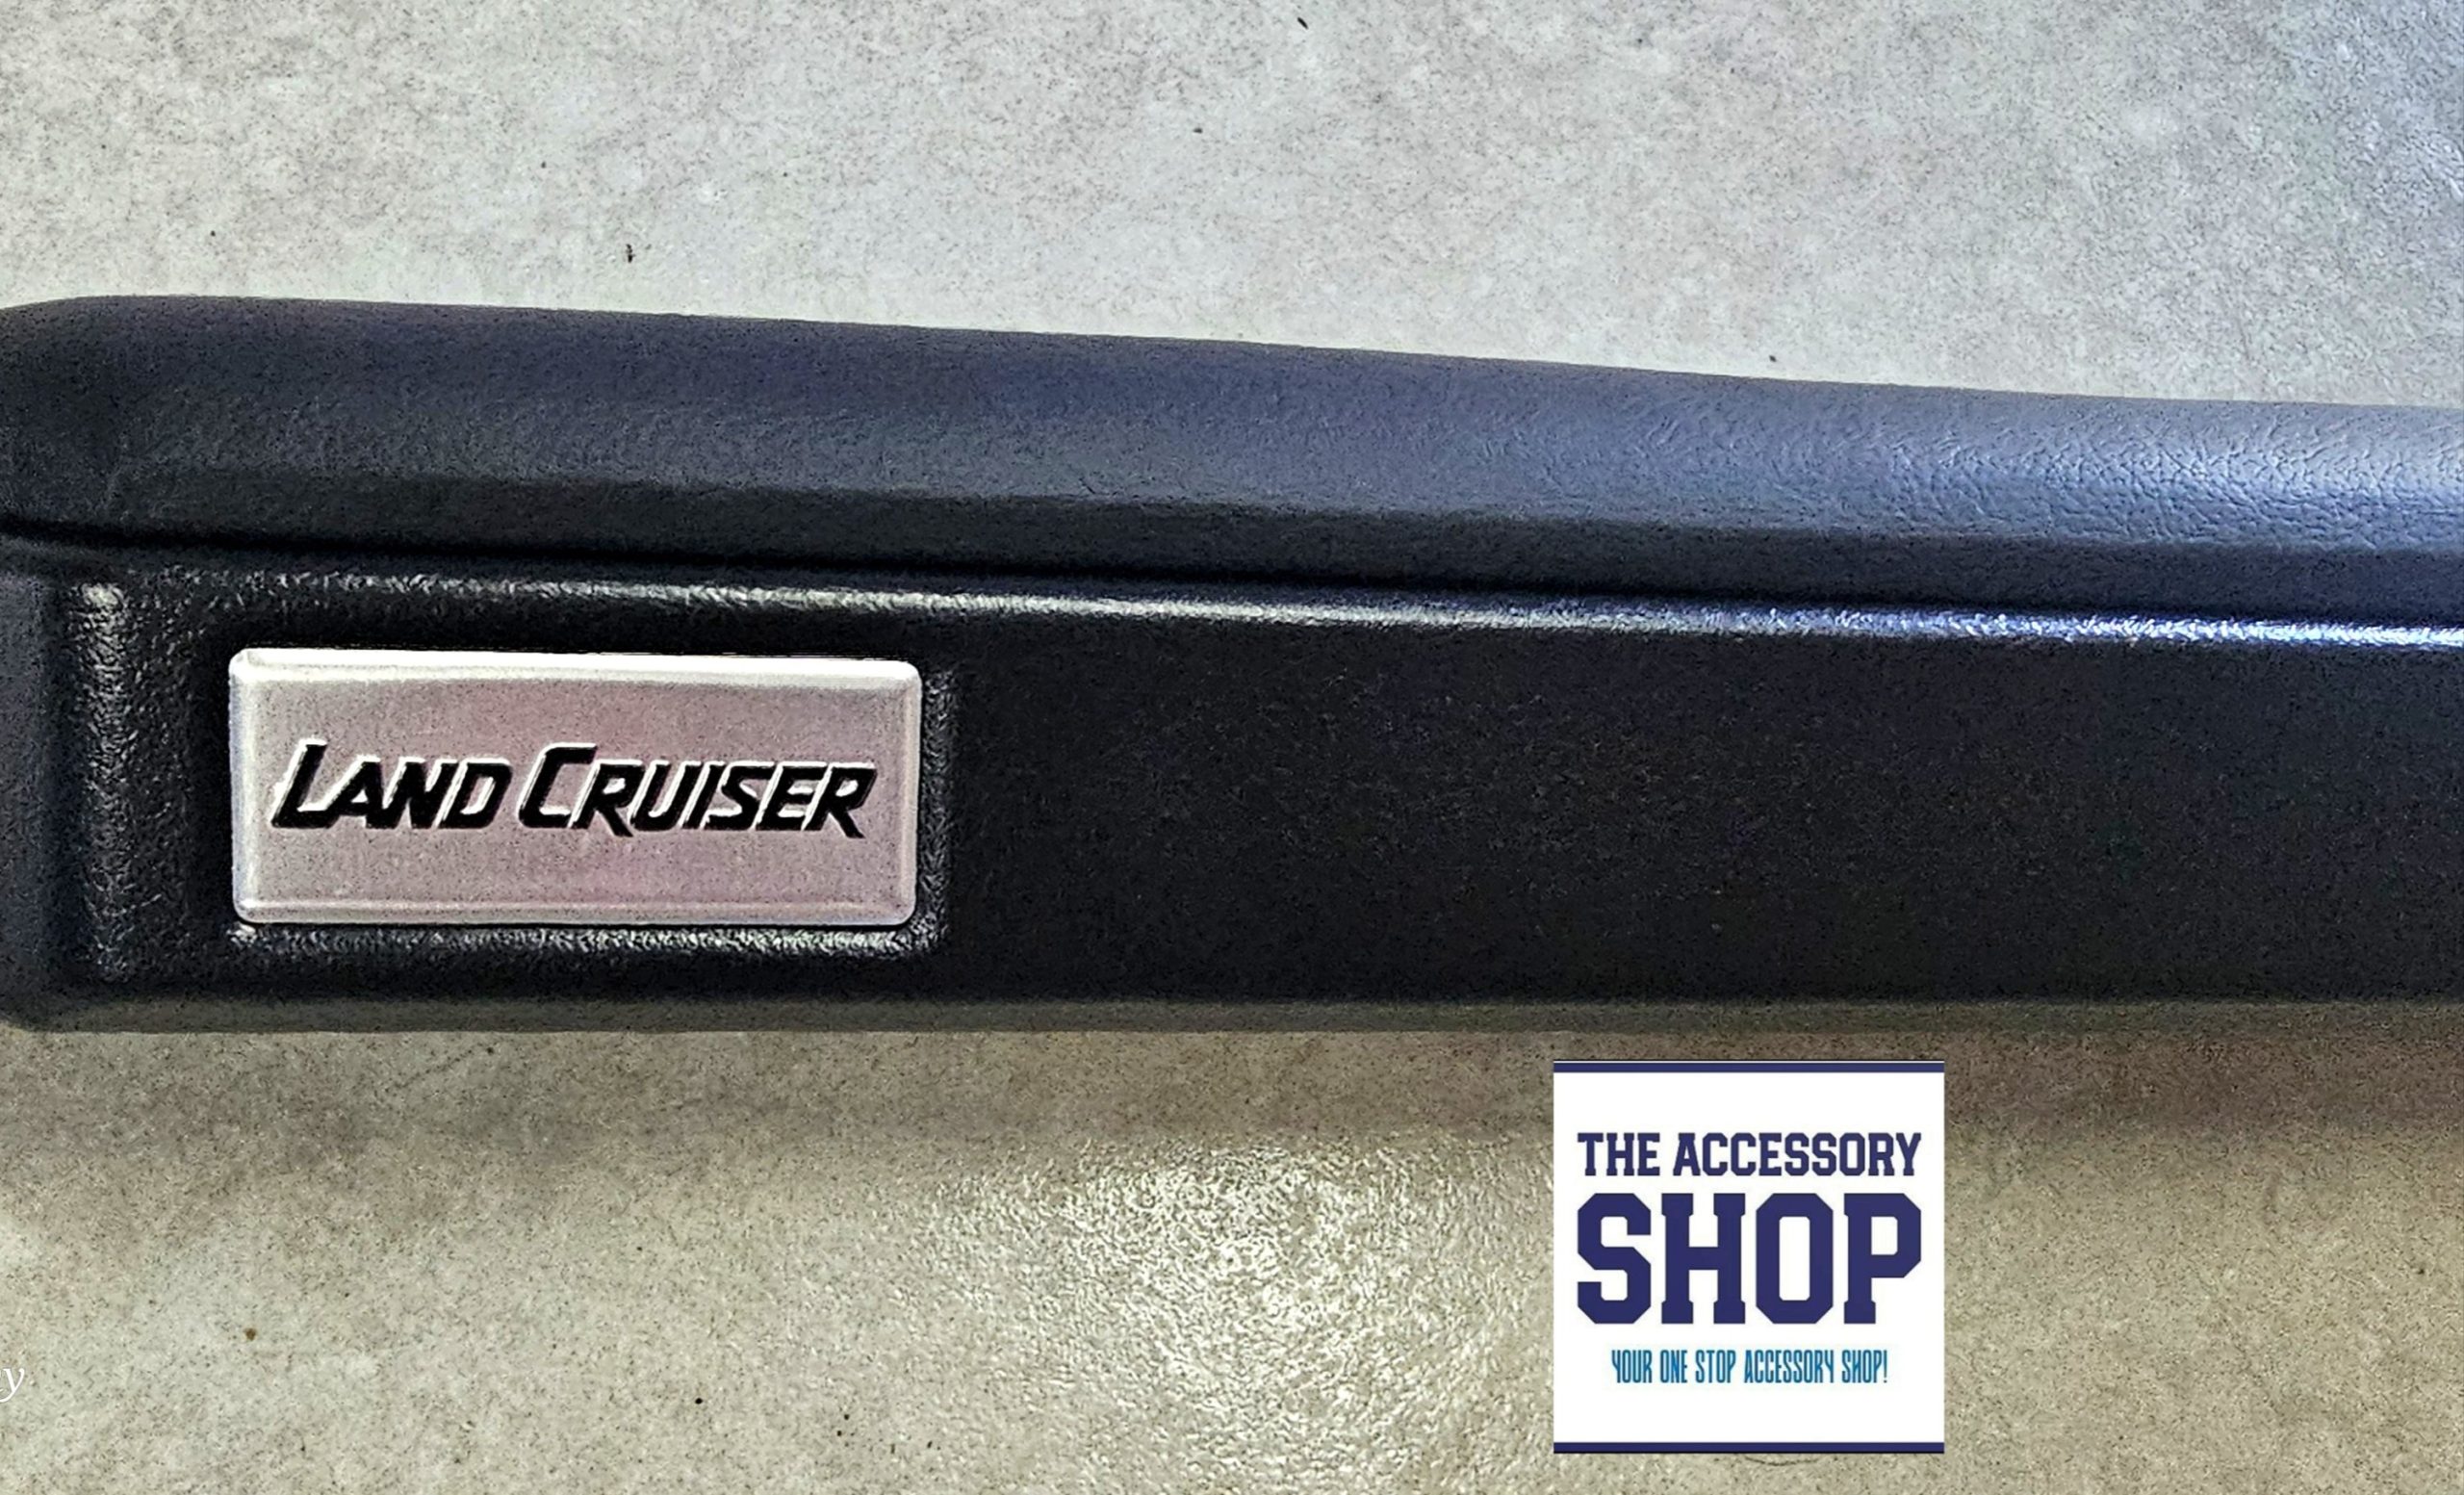 LAND CRUISER
THE ACCESSORY
SHOP
YOUR ONE STOP ACCESSORY SHOP!